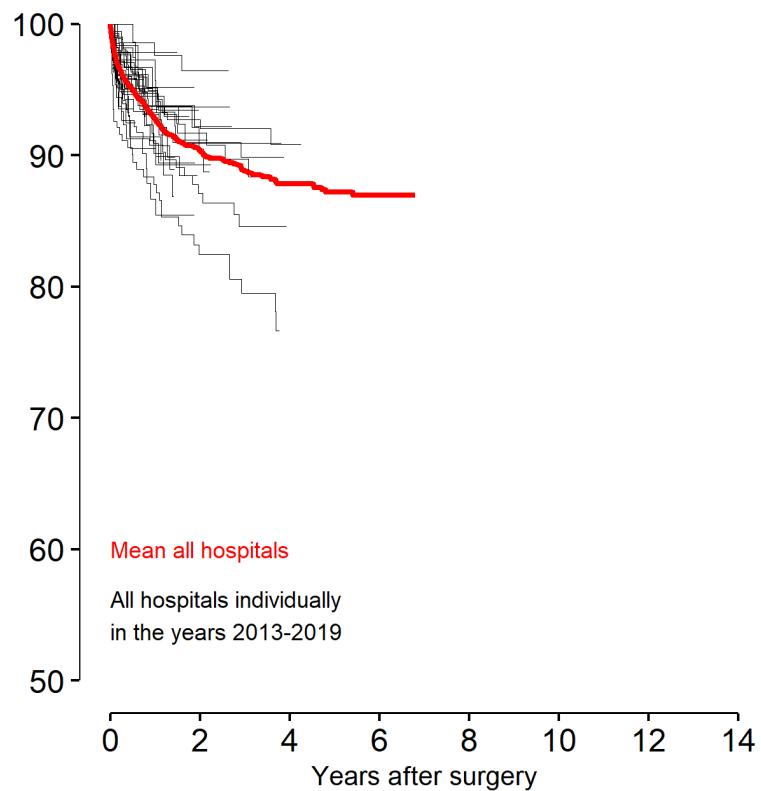 100
90
80
70
60
50
Mean all hospitals
All hospitals individually
in the years 2013-2019
0 2 4 6 8 10 12 14
Years after surgery